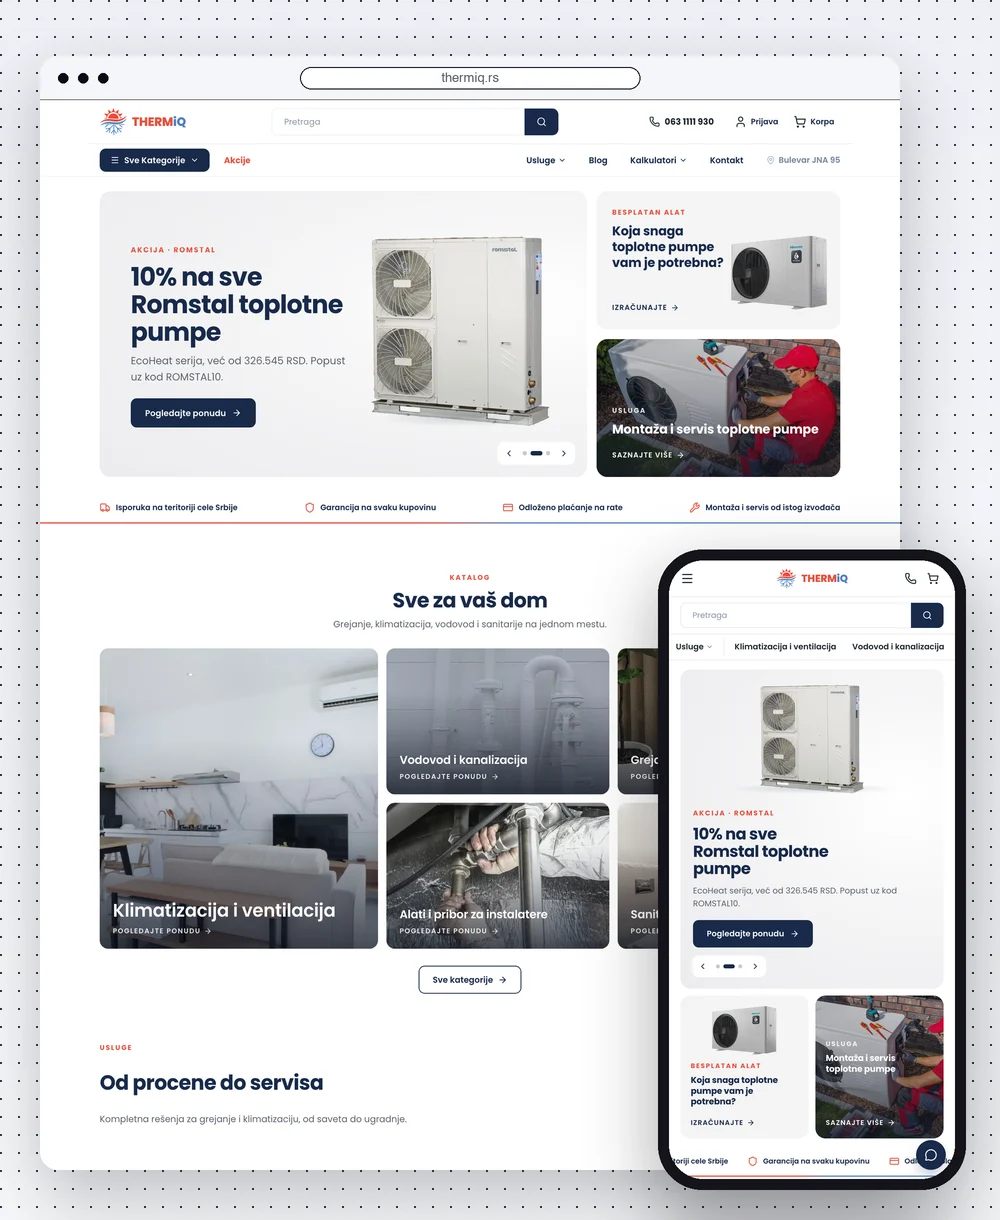 thermiq.rs
THERMiQ
Pretraga
063 1111 930
Prijava
Korpa
Sve Kategorije
Akcije
Usluge
Blog
Kalkulatori
Kontakt
Bulevar JNA 95
AKCIJA · ROMSTAL
10% na sve
Romstal toplotne
pumpe
EcoHeat serija, već od 326.545 RSD. Popust
uz kod ROMSTAL10.
Pogledajte ponudu
romstal
BESPLATAN ALAT
Koja snaga
toplotne pumpe
vam je potrebna?
IZRAČUNAJTE
USLUGA
Montaža i servis toplotne pumpe
SAZNAJTE VIŠE
Isporuka na teritoriji cele Srbije
Garancija na svaku kupovinu
Odloženo plaćanje na rate
Montaža i servis od istog izvođača
KATALOG
Sve za vaš dom
Grejanje, klimatizacija, vodovod i sanitarije na jednom mestu.
Klimatizacija i ventilacija
POGLEDAJTE PONUDU
Vodovod i kanalizacija
POGLEDAJTE PONUDU
Alati i pribor za instalatere
POGLEDAJTE PONUDU
Greja
POGLE
Sanit
POGLE
Sve kategorije
USLUGE
Od procene do servisa
Kompletna rešenja za grejanje i klimatizaciju, od saveta do ugradnje.
THERMiQ
Pretraga
Usluge
Klimatizacija i ventilacija
Vodovod i kanalizacija
AKCIJA · ROMSTAL
10% na sve
Romstal toplotne
pumpe
EcoHeat serija, već od 326.545 RSD. Popust uz kod
ROMSTAL10.
Pogledajte ponudu
BESPLATAN ALAT
Koja snaga toplotne
pumpe vam je
potrebna?
IZRAČUNAJTE
USLUGA
Montaža i servis
toplotne pumpe
SAZNAJTE VIŠE
toriji cele Srbije
Garancija na svaku kupovinu